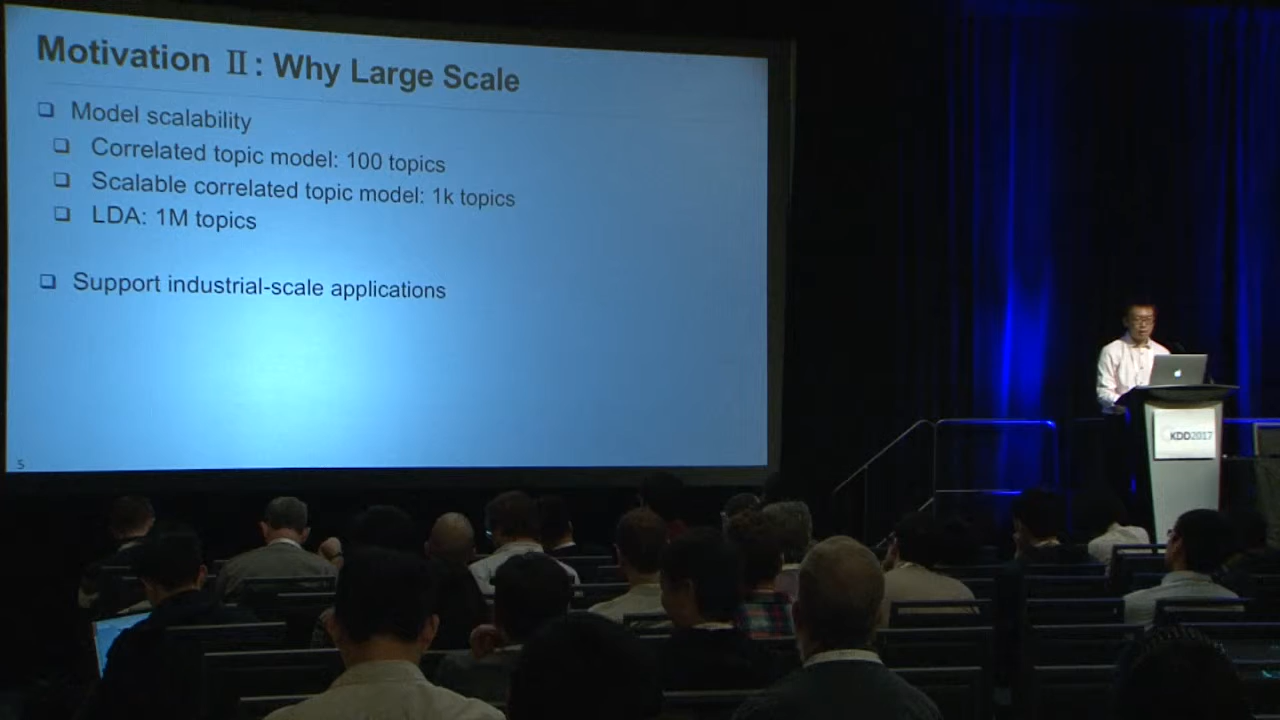 Motivation Ⅱ: Why Large Scale
❑ Model scalability
❑ Correlated topic model: 100 topics
❑ Scalable correlated topic model: 1k topics
❑ LDA: 1M topics
❑ Support industrial-scale applications
5
KDD2017